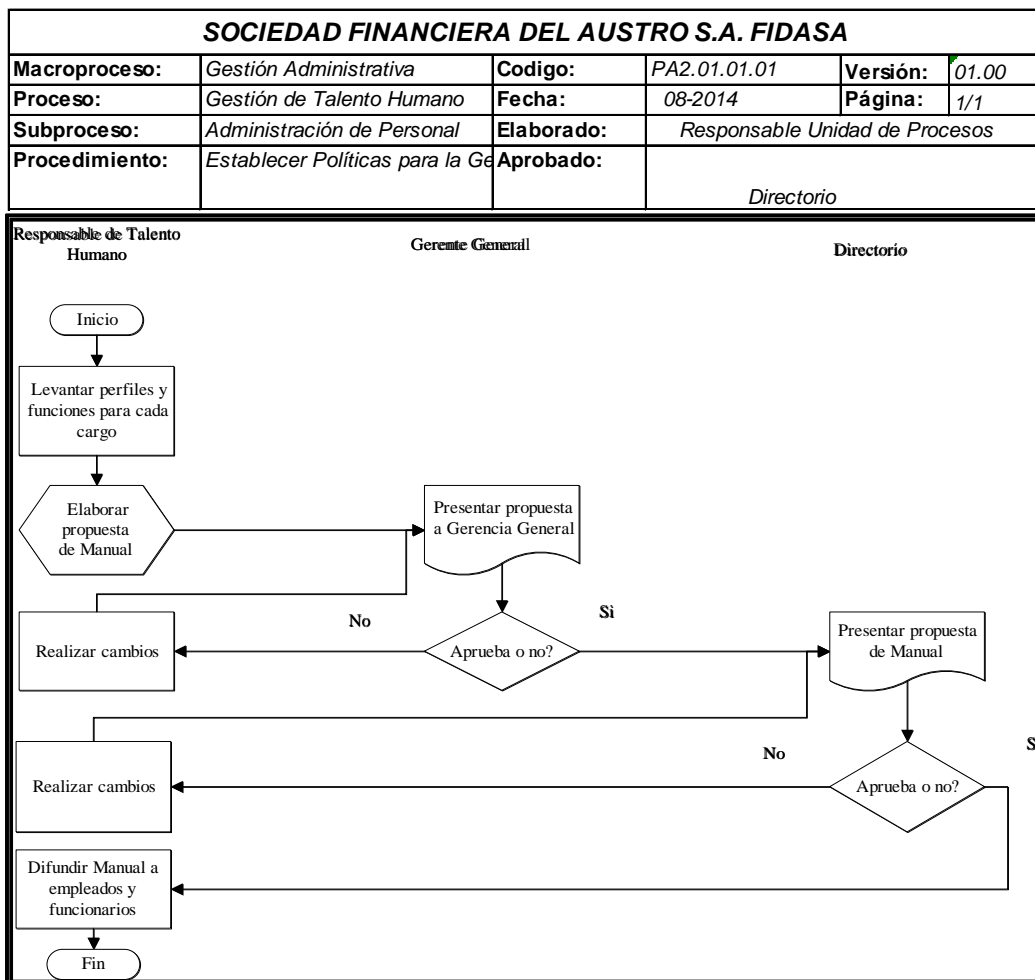 SOCIEDAD FINANCIERA DEL AUSTRO S.A. FIDASA
Macroproceso: Gestión Administrativa Codigo: PA2.01.01.01 Versión: 01.00
Proceso: Gestión de Talento Humano Fecha: 08-2014 Página: 1/1
Subproceso: Administración de Personal Elaborado: Responsable Unidad de Procesos
Procedimiento: Establecer Políticas para la Ge Aprobado:
Directorio
Responsable de Talento
Humano
Gerente General
Directorio
Inicio
Levantar perfiles y
funciones para cada
cargo
Elaborar
propuesta
de Manual
Presentar propuesta
a Gerencia General
No
Si
Realizar cambios
Aprueba o no?
Presentar propuesta
de Manual
No
S
Realizar cambios
Aprueba o no?
Difundir Manual a
empleados y
funcionarios
Fin